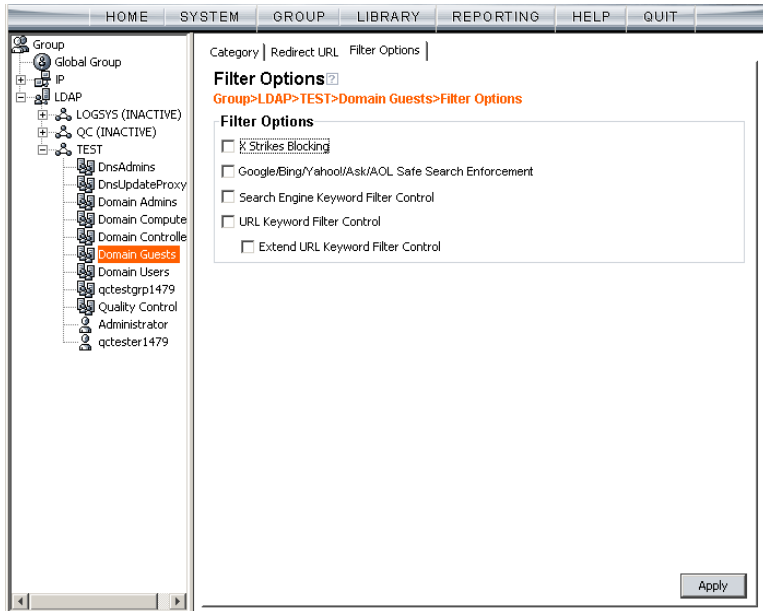 HOME SYSTEM GROUP LIBRARY REPORTING HELP QUIT
Group
Global Group
IP
LDAP
LOGSYS (INACTIVE)
QC (INACTIVE)
TEST
DnsAdmins
DnsUpdateProxy
Domain Admins
Domain Compute
Domain Controlle
Domain Guests
Domain Users
qctestgrp1479
Quality Control
Administrator
qctester1479
Category Redirect URL Filter Options
Filter Options ?
Group>LDAP>TEST>Domain Guests>Filter Options
Filter Options
X Strikes Blocking
Google/Bing/Yahoo!/Ask/AOL Safe Search Enforcement
Search Engine Keyword Filter Control
URL Keyword Filter Control
Extend URL Keyword Filter Control
Apply